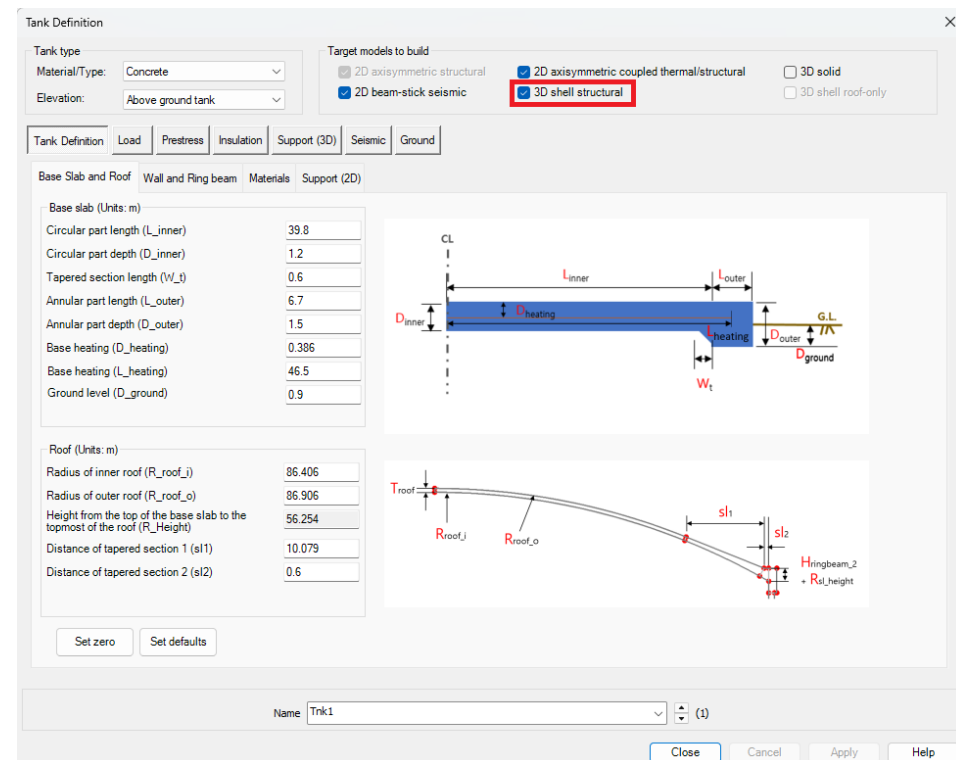 Tank Definition
Tank type
Target models to build
Material/Type: Concrete
2D axisymmetric structural
2D axisymmetric coupled thermal/structural
3D solid
Elevation: Above ground tank
2D beam-stick seismic
3D shell structural
3D shell roof-only
Tank Definition Load Prestress Insulation Support (3D) Seismic Ground
Base Slab and Roof Wall and Ring beam Materials Support (2D)
Base slab (Units: m)
Circular part length (L_inner) 39.8
Circular part depth (D_inner) 1.2
Tapered section length (W_t) 0.6
Annular part length (L_outer) 6.7
Annular part depth (D_outer) 1.5
Base heating (D_heating) 0.386
Base heating (L_heating) 46.5
Ground level (D_ground) 0.9
CL
Linner
Louter
Dinner
Dheating
Lheating
G.L.
Douter
Dground
Wt
Roof (Units: m)
Radius of inner roof (R_roof_i) 86.406
Radius of outer roof (R_roof_o) 86.906
Height from the top of the base slab to the
topmost of the roof (R_Height) 56.254
Distance of tapered section 1 (sl1) 10.079
Distance of tapered section 2 (sl2) 0.6
Troof
Rroof_i
Rroof_o
sl1
sl2
Hringbeam_2
+ Rsl_height
Set zero Set defaults
Name Tnk1 (1)
Close Cancel Apply Help